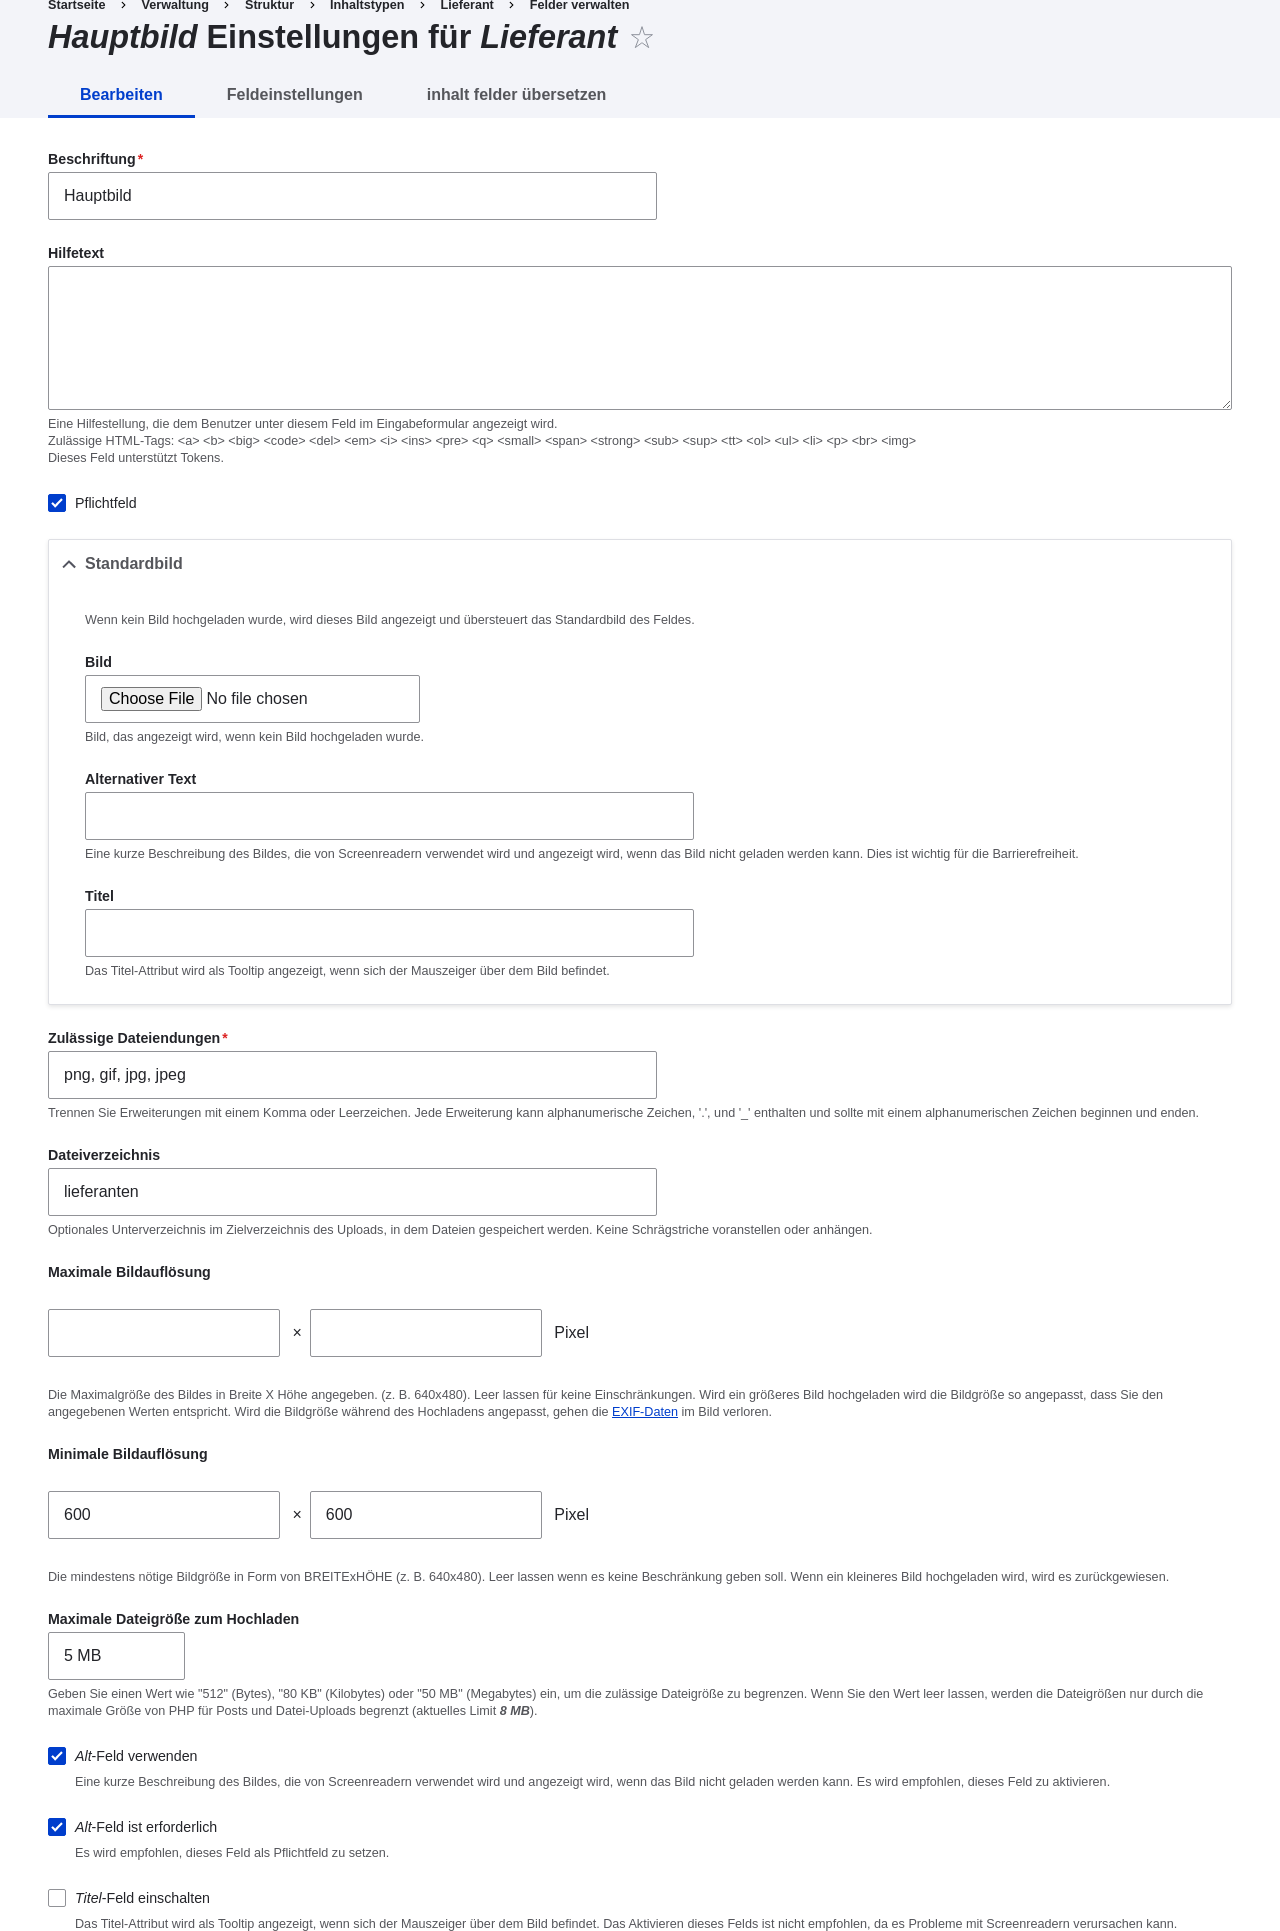 Startseite > Verwaltung > Struktur > Inhaltstypen > Lieferant > Felder verwalten
Hauptbild Einstellungen für Lieferant ☆
Bearbeiten Feldeinstellungen inhalt felder übersetzen
Beschriftung*
Hauptbild
Hilfetext
Eine Hilfestellung, die dem Benutzer unter diesem Feld im Eingabeformular angezeigt wird.
Zulässige HTML-Tags: <a> <b> <big> <code> <del> <em> <i> <ins> <pre> <q> <small> <span> <strong> <sub> <sup> <tt> <ol> <ul> <li> <p> <br> <img>
Dieses Feld unterstützt Tokens.
Pflichtfeld
Standardbild
Wenn kein Bild hochgeladen wurde, wird dieses Bild angezeigt und übersteuert das Standardbild des Feldes.
Bild
Choose File No file chosen
Bild, das angezeigt wird, wenn kein Bild hochgeladen wurde.
Alternativer Text
Eine kurze Beschreibung des Bildes, die von Screenreadern verwendet wird und angezeigt wird, wenn das Bild nicht geladen werden kann. Dies ist wichtig für die Barrierefreiheit.
Titel
Das Titel-Attribut wird als Tooltip angezeigt, wenn sich der Mauszeiger über dem Bild befindet.
Zulässige Dateiendungen*
png, gif, jpg, jpeg
Trennen Sie Erweiterungen mit einem Komma oder Leerzeichen. Jede Erweiterung kann alphanumerische Zeichen, '.', und '_' enthalten und sollte mit einem alphanumerischen Zeichen beginnen und enden.
Dateiverzeichnis
lieferanten
Optionales Unterverzeichnis im Zielverzeichnis des Uploads, in dem Dateien gespeichert werden. Keine Schrägstriche voranstellen oder anhängen.
Maximale Bildauflösung
× Pixel
Die Maximalgröße des Bildes in Breite X Höhe angegeben. (z. B. 640x480). Leer lassen für keine Einschränkungen. Wird ein größeres Bild hochgeladen wird die Bildgröße so angepasst, dass Sie den
angegebenen Werten entspricht. Wird die Bildgröße während des Hochladens angepasst, gehen die EXIF-Daten im Bild verloren.
Minimale Bildauflösung
600 × 600 Pixel
Die mindestens nötige Bildgröße in Form von BREITExHÖHE (z. B. 640x480). Leer lassen wenn es keine Beschränkung geben soll. Wenn ein kleineres Bild hochgeladen wird, wird es zurückgewiesen.
Maximale Dateigröße zum Hochladen
5 MB
Geben Sie einen Wert wie "512" (Bytes), "80 KB" (Kilobytes) oder "50 MB" (Megabytes) ein, um die zulässige Dateigröße zu begrenzen. Wenn Sie den Wert leer lassen, werden die Dateigrößen nur durch die
maximale Größe von PHP für Posts und Datei-Uploads begrenzt (aktuelles Limit 8 MB).
Alt-Feld verwenden
Eine kurze Beschreibung des Bildes, die von Screenreadern verwendet wird und angezeigt wird, wenn das Bild nicht geladen werden kann. Es wird empfohlen, dieses Feld zu aktivieren.
Alt-Feld ist erforderlich
Es wird empfohlen, dieses Feld als Pflichtfeld zu setzen.
Titel-Feld einschalten
Das Titel-Attribut wird als Tooltip angezeigt, wenn sich der Mauszeiger über dem Bild befindet. Das Aktivieren dieses Felds ist nicht empfohlen, da es Probleme mit Screenreadern verursachen kann.